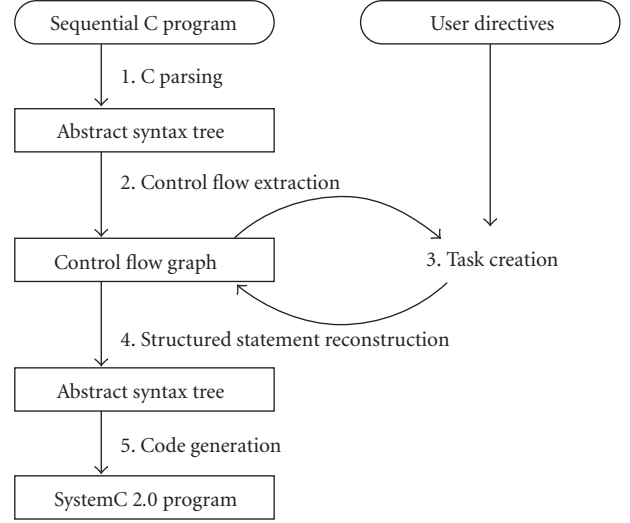 Sequential C program
User directives
1. C parsing
Abstract syntax tree
2. Control flow extraction
Control flow graph
3. Task creation
4. Structured statement reconstruction
Abstract syntax tree
5. Code generation
SystemC 2.0 program